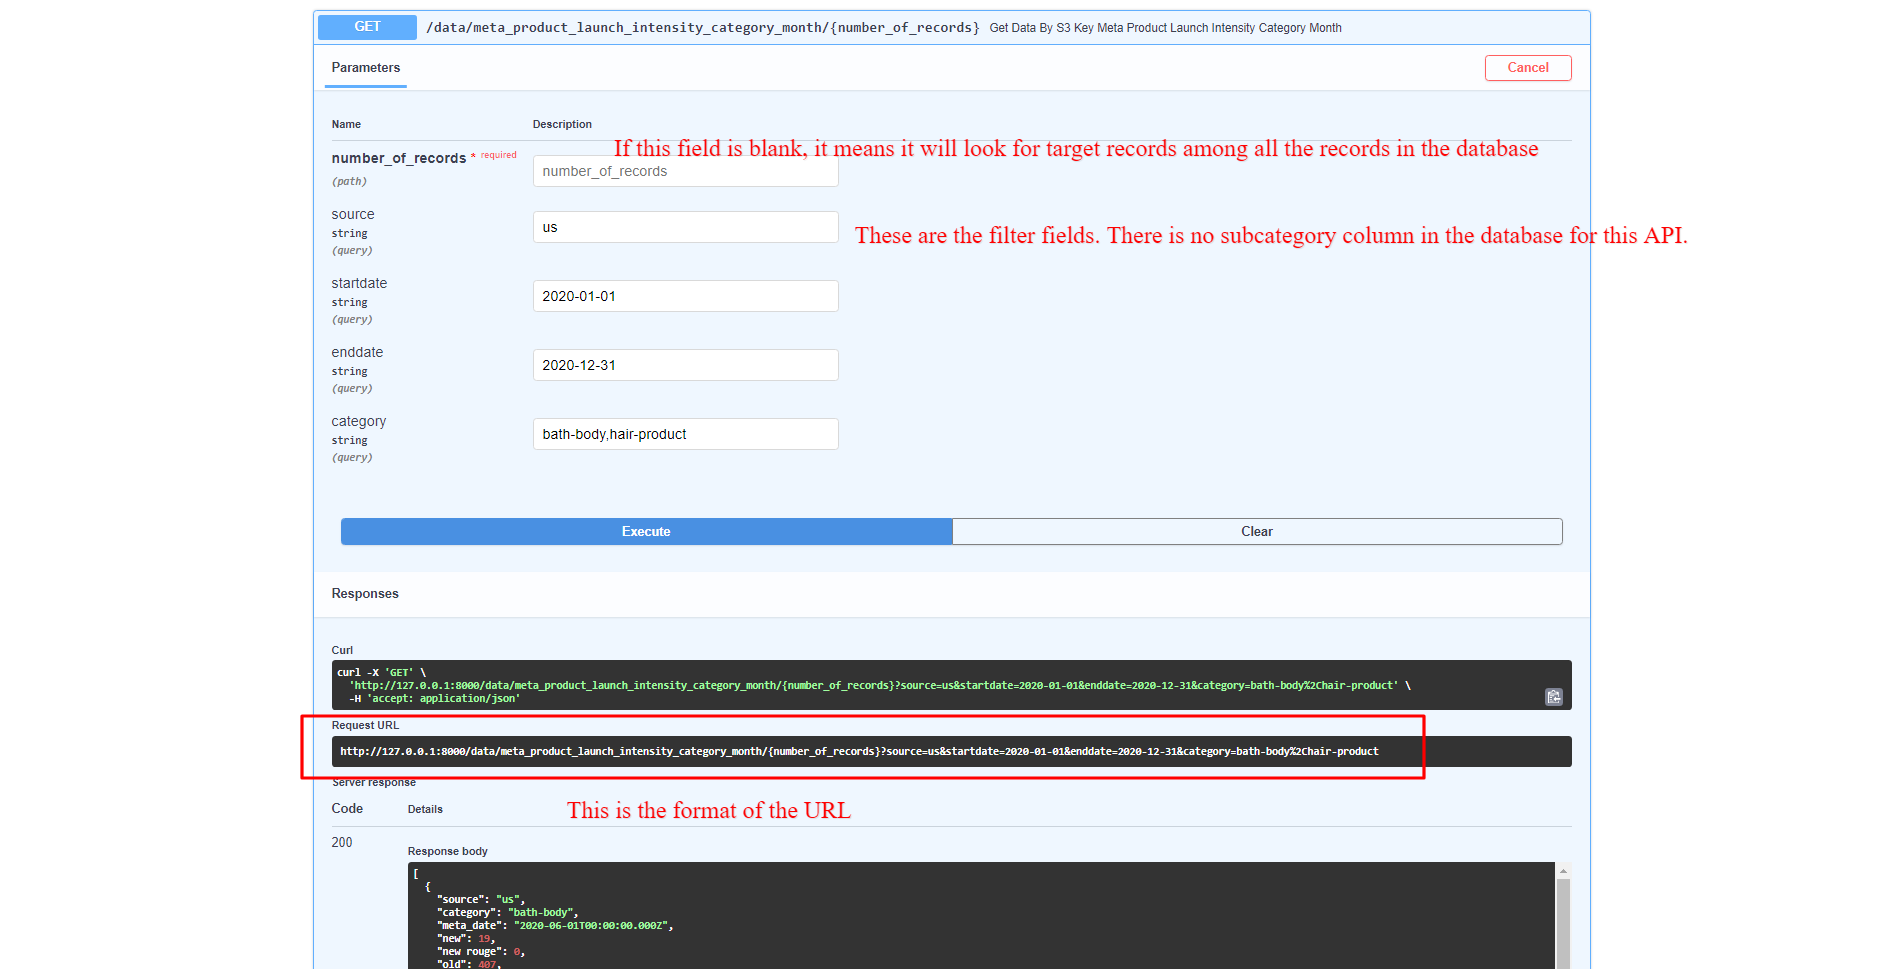 GET /data/meta_product_launch_intensity_category_month/{number_of_records} Get Data By S3 Key Meta Product Launch Intensity Category Month
Parameters
Cancel
Name Description
If this field is blank, it means it will look for target records among all the records in the database
number_of_records * required
(path)
number_of_records
source
string
(query)
us
These are the filter fields. There is no subcategory column in the database for this API.
startdate
string
(query)
2020-01-01
enddate
string
(query)
2020-12-31
category
string
(query)
bath-body,hair-product
Execute Clear
Responses
Curl
curl -X 'GET' \
'http://127.0.0.1:8000/data/meta_product_launch_intensity_category_month/{number_of_records}?source=us&startdate=2020-01-01&enddate=2020-12-31&category=bath-body%2Chair-product' \
-H 'accept: application/json'
Request URL
http://127.0.0.1:8000/data/meta_product_launch_intensity_category_month/{number_of_records}?source=us&startdate=2020-01-01&enddate=2020-12-31&category=bath-body%2Chair-product
Server response
Code Details
This is the format of the URL
200
Response body
[
{
"source": "us",
"category": "bath-body",
"meta_date": "2020-06-01T00:00:00.000Z",
"new": 19,
"new rouge": 0,
"old": 407,